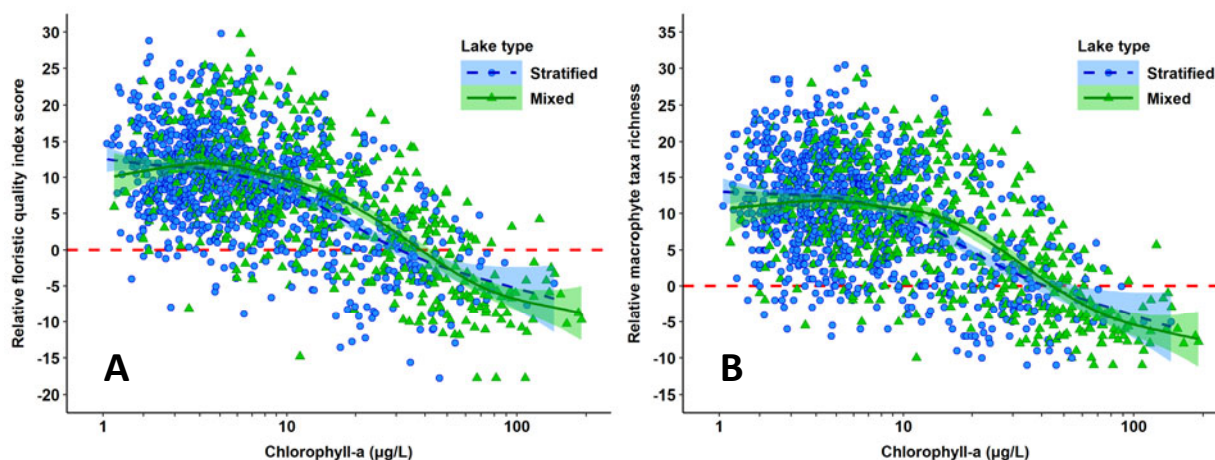 Relative floristic quality index score
30
25
20
15
10
5
0
-5
-10
-15
-20
Lake type
Stratified
Mixed
A
1
10
100
Chlorophyll-a (µg/L)
Relative macrophyte taxa richness
35
30
25
20
15
10
5
0
-5
-10
-15
Lake type
Stratified
Mixed
B
1
10
100
Chlorophyll-a (µg/L)